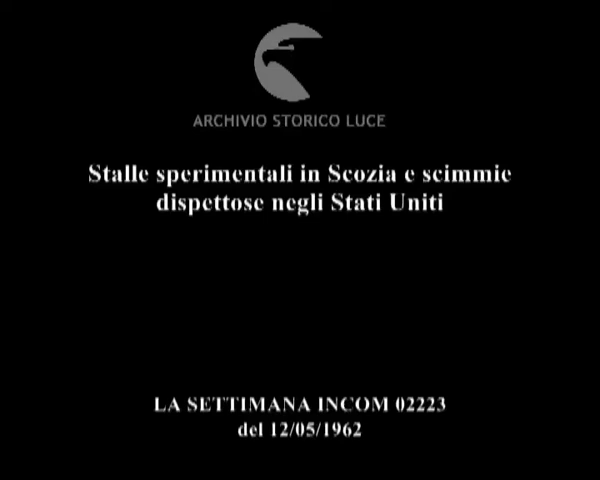 ARCHIVIO STORICO LUCE
Stalle sperimentali in Scozia e scimmie
dispettose negli Stati Uniti
LA SETTIMANA INCOM 02223
del 12/05/1962